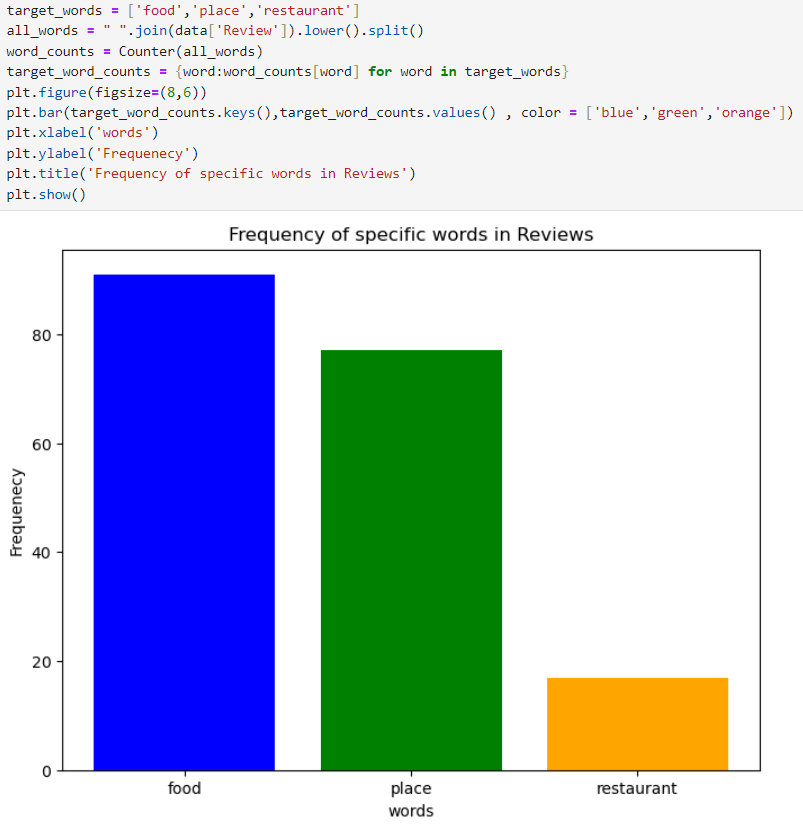 target_words = ['food','place','restaurant']
all_words = " ".join(data['Review']).lower().split()
word_counts = Counter(all_words)
target_word_counts = {word:word_counts[word] for word in target_words}
plt.figure(figsize=(8,6))
plt.bar(target_word_counts.keys(),target_word_counts.values() , color = ['blue','green','orange'])
plt.xlabel('words')
plt.ylabel('Frequenecy')
plt.title('Frequency of specific words in Reviews')
plt.show()
Frequency of specific words in Reviews
80
60
40
20
0
Frequenecy
food place restaurant
words